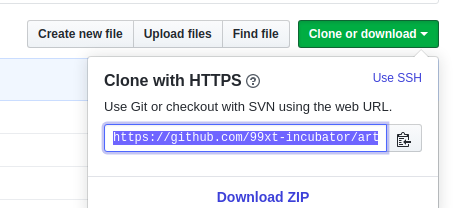 Create new file Upload files Find file Clone or download
Clone with HTTPS ? Use SSH
Use Git or checkout with SVN using the web URL.
https://github.com/99xt-incubator/art
Download ZIP